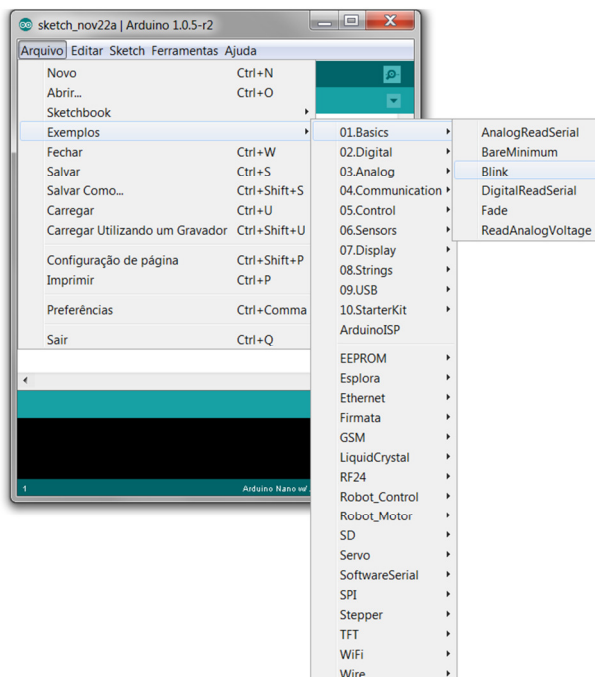 sketch_nov22a | Arduino 1.0.5-r2
Arquivo Editar Sketch Ferramentas Ajuda
Novo Ctrl+N
Abrir... Ctrl+O
Sketchbook
Exemplos
Fechar Ctrl+W
Salvar Ctrl+S
Salvar Como... Ctrl+Shift+S
Carregar Ctrl+U
Carregar Utilizando um Gravador Ctrl+Shift+U
Configuração de página Ctrl+Shift+P
Imprimir Ctrl+P
Preferências Ctrl+Comma
Sair Ctrl+Q
01.Basics
02.Digital
03.Analog
04.Communication
05.Control
06.Sensors
07.Display
08.Strings
09.USB
10.StarterKit
ArduinoISP
EEPROM
Esplora
Ethernet
Firmata
GSM
LiquidCrystal
RF24
Robot_Control
Robot_Motor
SD
Servo
SoftwareSerial
SPI
Stepper
TFT
WiFi
Wire
AnalogReadSerial
BareMinimum
Blink
DigitalReadSerial
Fade
ReadAnalogVoltage
1 Arduino Nano w/